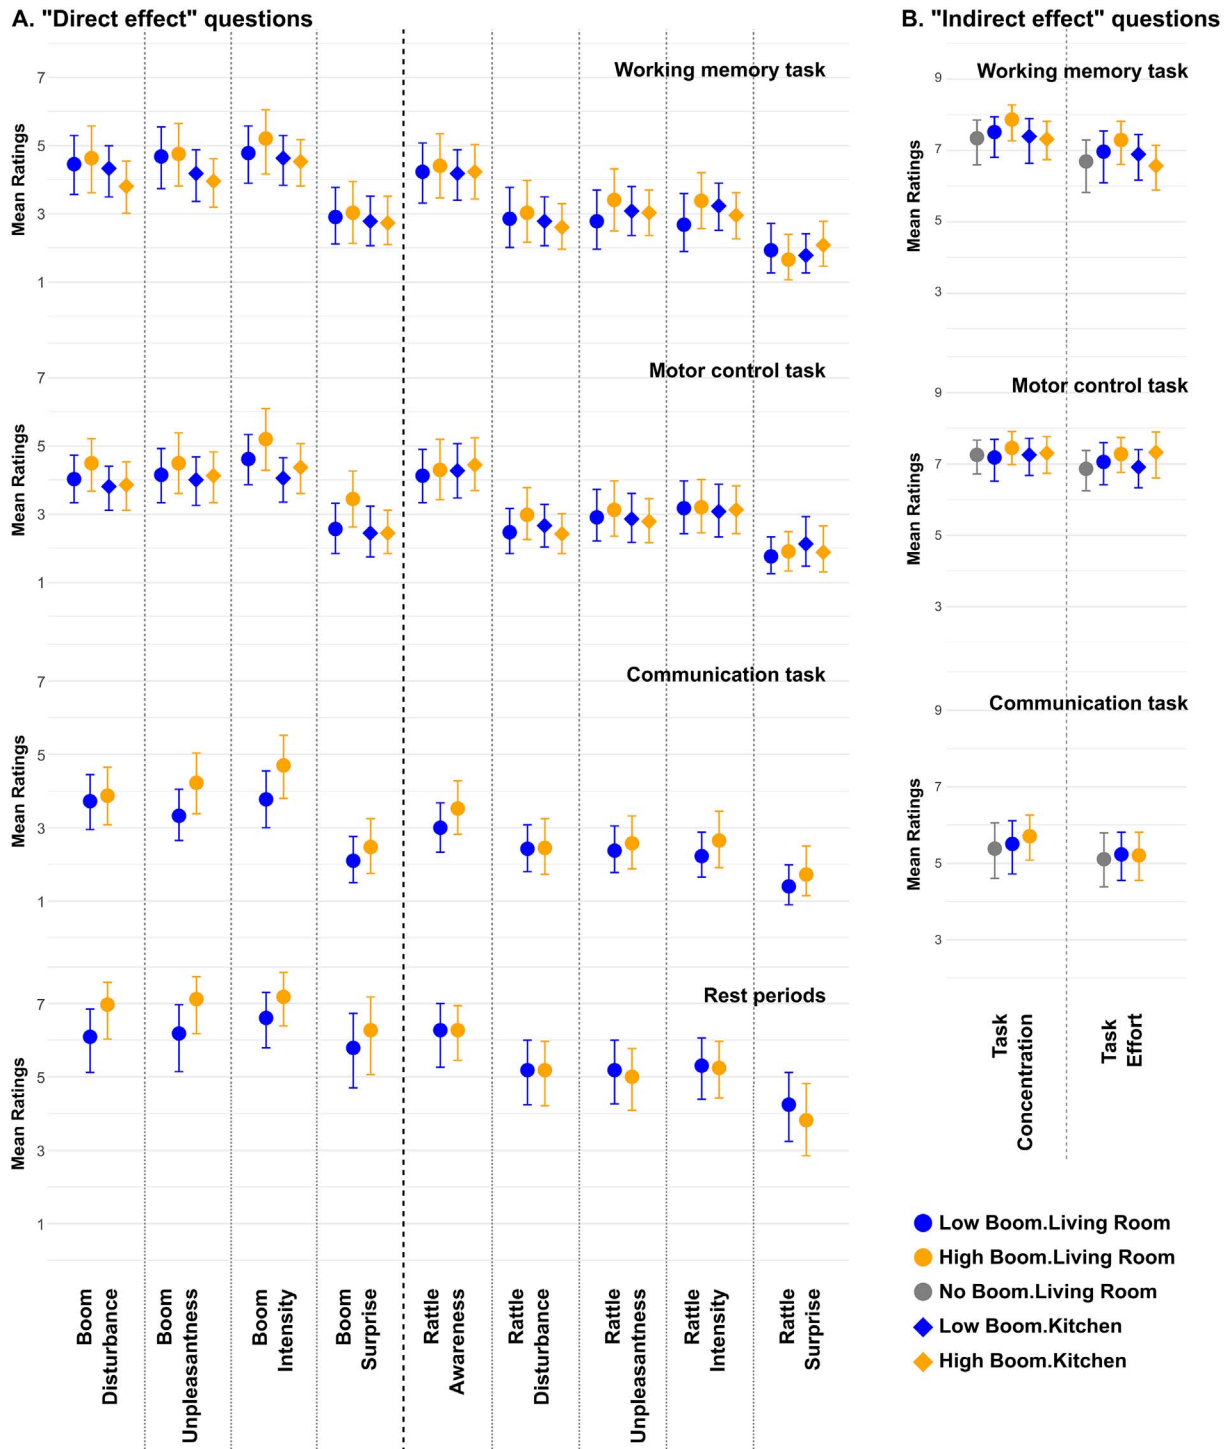 A. "Direct effect" questions
Working memory task
Mean Ratings
7
5
3
1
Motor control task
Mean Ratings
7
5
3
1
Communication task
Mean Ratings
7
5
3
1
Rest periods
Mean Ratings
7
5
3
1
Boom
Disturbance
Boom
Unpleasantness
Boom
Intensity
Boom
Surprise
Rattle
Awareness
Rattle
Disturbance
Rattle
Unpleasantness
Rattle
Intensity
Rattle
Surprise
B. "Indirect effect" questions
Working memory task
Mean Ratings
9
7
5
3
Motor control task
Mean Ratings
9
7
5
3
Communication task
Mean Ratings
9
7
5
3
Task
Concentration
Task
Effort
Low Boom.Living Room
High Boom.Living Room
No Boom.Living Room
Low Boom.Kitchen
High Boom.Kitchen